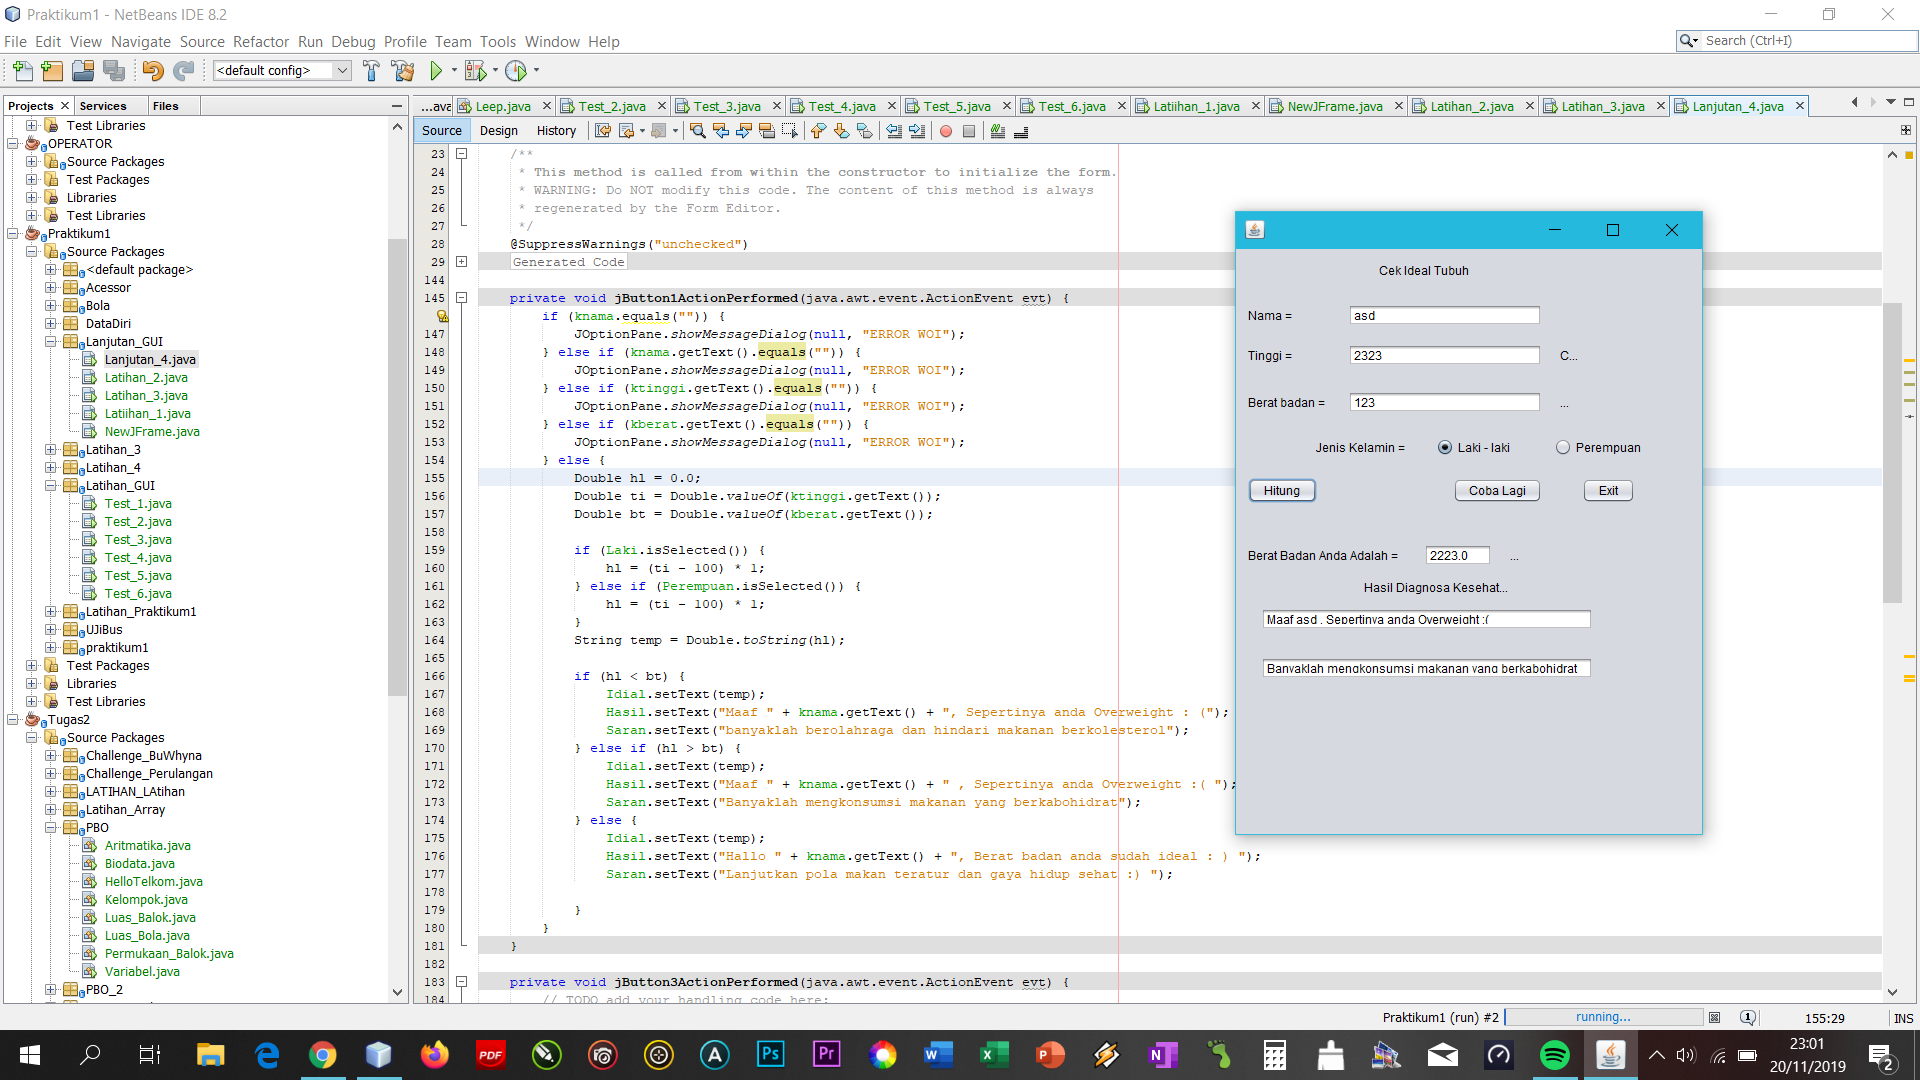 Praktikum1 - NetBeans IDE 8.2
File Edit View Navigate Source Refactor Run Debug Profile Team Tools Window Help
Search (Ctrl+I)
<default config>
Projects Services Files
...ava Leep.java Test_2.java Test_3.java Test_4.java Test_5.java Test_6.java Latiihan_1.java NewJFrame.java Latihan_2.java Latihan_3.java Lanjutan_4.java
Source Design History
Test Libraries
OPERATOR
Source Packages
Test Packages
Libraries
Test Libraries
Praktikum1
Source Packages
<default package>
Acessor
Bola
DataDiri
Lanjutan_GUI
Lanjutan_4.java
Latihan_2.java
Latihan_3.java
Latiihan_1.java
NewJFrame.java
Latihan_3
Latihan_4
Latihan_GUI
Test_1.java
Test_2.java
Test_3.java
Test_4.java
Test_5.java
Test_6.java
Latihan_Praktikum1
UJiBus
praktikum1
Test Packages
Libraries
Test Libraries
Tugas2
Source Packages
Challenge_BuWhyna
Challenge_Perulangan
LATIHAN_LAtihan
Latihan_Array
PBO
Aritmatika.java
Biodata.java
HelloTelkom.java
Kelompok.java
Luas_Balok.java
Luas_Bola.java
Permukaan_Balok.java
Variabel.java
PBO_2
23 /**
24 * This method is called from within the constructor to initialize the form.
25 * WARNING: Do NOT modify this code. The content of this method is always
26 * regenerated by the Form Editor.
27 */
28 @SuppressWarnings("unchecked")
29 Generated Code
144
145 private void jButton1ActionPerformed(java.awt.event.ActionEvent evt) {
if (knama.equals("")) {
147 JOptionPane.showMessageDialog(null, "ERROR WOI");
148 } else if (knama.getText().equals("")) {
149 JOptionPane.showMessageDialog(null, "ERROR WOI");
150 } else if (ktinggi.getText().equals("")) {
151 JOptionPane.showMessageDialog(null, "ERROR WOI");
152 } else if (kberat.getText().equals("")) {
153 JOptionPane.showMessageDialog(null, "ERROR WOI");
154 } else {
155 Double hl = 0.0;
156 Double ti = Double.valueOf(ktinggi.getText());
157 Double bt = Double.valueOf(kberat.getText());
158
159 if (Laki.isSelected()) {
160 hl = (ti - 100) * 1;
161 } else if (Perempuan.isSelected()) {
162 hl = (ti - 100) * 1;
163 }
164 String temp = Double.toString(hl);
165
166 if (hl < bt) {
167 Idial.setText(temp);
168 Hasil.setText("Maaf " + knama.getText() + ", Sepertinya anda Overweight : (");
169 Saran.setText("banyaklah berolahraga dan hindari makanan berkolesterol");
170 } else if (hl > bt) {
171 Idial.setText(temp);
172 Hasil.setText("Maaf " + knama.getText() + " , Sepertinya anda Overweight :( ");
173 Saran.setText("Banyaklah mengkonsumsi makanan yang berkabohidrat");
174 } else {
175 Idial.setText(temp);
176 Hasil.setText("Hallo " + knama.getText() + ", Berat badan anda sudah ideal : ) ");
177 Saran.setText("Lanjutkan pola makan teratur dan gaya hidup sehat :) ");
178
179 }
180 }
181 }
182
183 private void jButton3ActionPerformed(java.awt.event.ActionEvent evt) {
184 // TODO add your handling code here:
Cek Ideal Tubuh
Nama = asd
Tinggi = 2323 C...
Berat badan = 123 ...
Jenis Kelamin = Laki - laki Perempuan
Hitung Coba Lagi Exit
Berat Badan Anda Adalah = 2223.0 ...
Hasil Diagnosa Kesehat...
Maaf asd , Sepertinya anda Overweight :(
Banyaklah mengkonsumsi makanan yang berkabohidrat
Praktikum1 (run) #2 running... 1 155:29 INS
PDF Ps Pr W X P N
23:01
20/11/2019
2